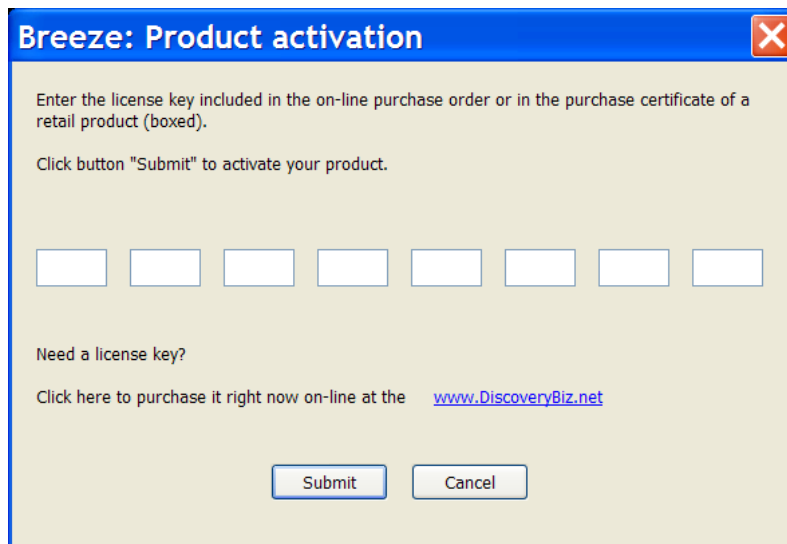 Breeze: Product activation
Enter the license key included in the on-line purchase order or in the purchase certificate of a
retail product (boxed).
Click button "Submit" to activate your product.
Need a license key?
Click here to purchase it right now on-line at the www.DiscoveryBiz.net
Submit Cancel